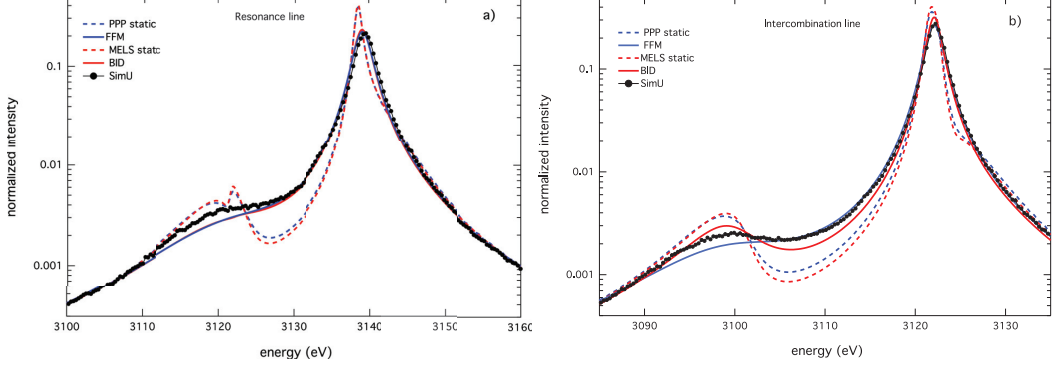 Resonance line
a)
PPP static
FFM
MELS static
BID
SimU
0.1
0.01
0.001
normalized intensity
3100
3110
3120
3130
3140
3150
316
energy (eV)
Intercombination line
b)
PPP static
FFM
MELS static
BID
SimU
0.1
0.01
0.001
normalized intensity
3090
3100
3110
3120
3130
energy (eV)